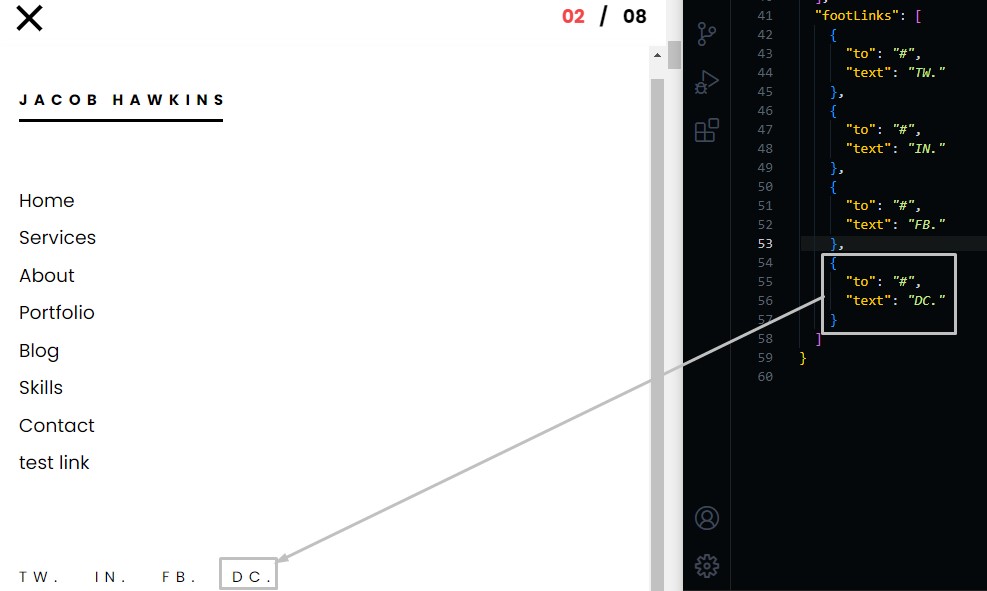 02 / 08
JACOB HAWKINS
Home
Services
About
Portfolio
Blog
Skills
Contact
test link
TW. IN. FB. DC.
41 "footLinks": [
42 {
43 "to": "#",
44 "text": "TW."
45 },
46 {
47 "to": "#",
48 "text": "IN."
49 },
50 {
51 "to": "#",
52 "text": "FB."
53 },
54 {
55 "to": "#",
56 "text": "DC."
57 }
58 ]
59 }
60